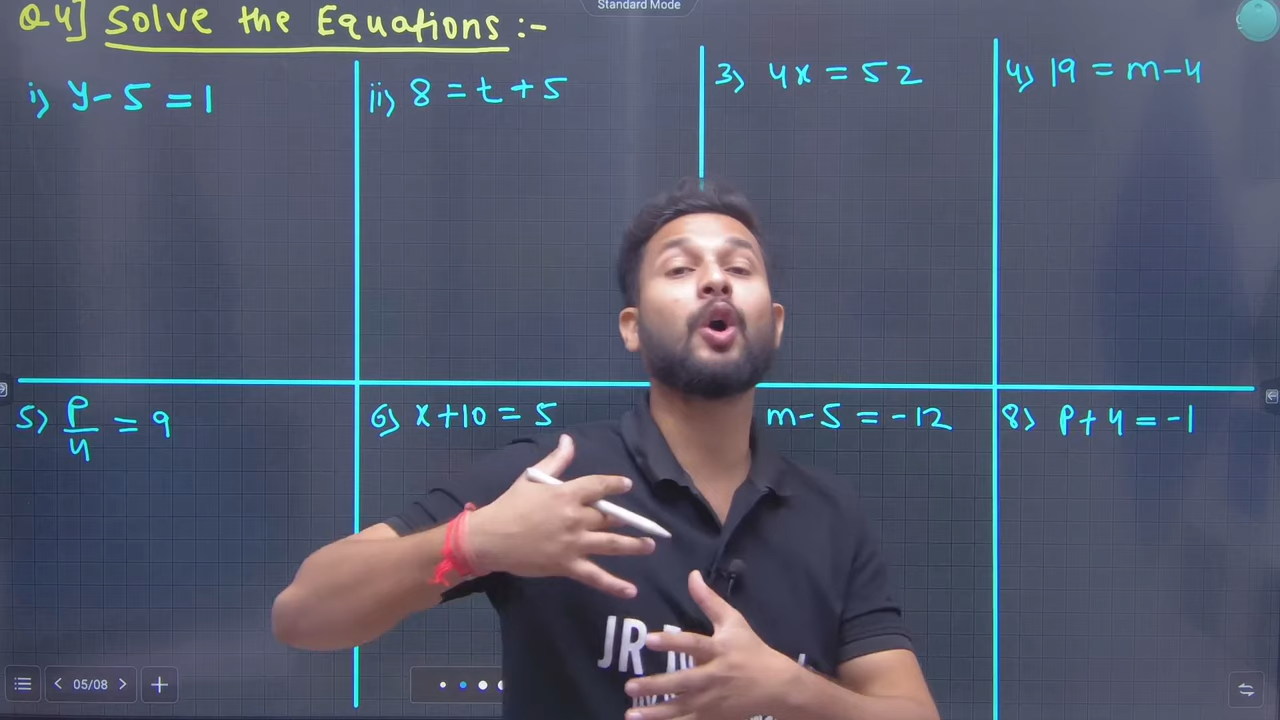 Standard Mode
Q4] Solve the Equations :-
i) y - 5 = 1
ii) 8 = t + 5
3) 4x = 52
4) 19 = m - 4
5) p/4 = 9
6) x + 10 = 5
m - 5 = -12
8) p + 4 = -1
JR
05/08